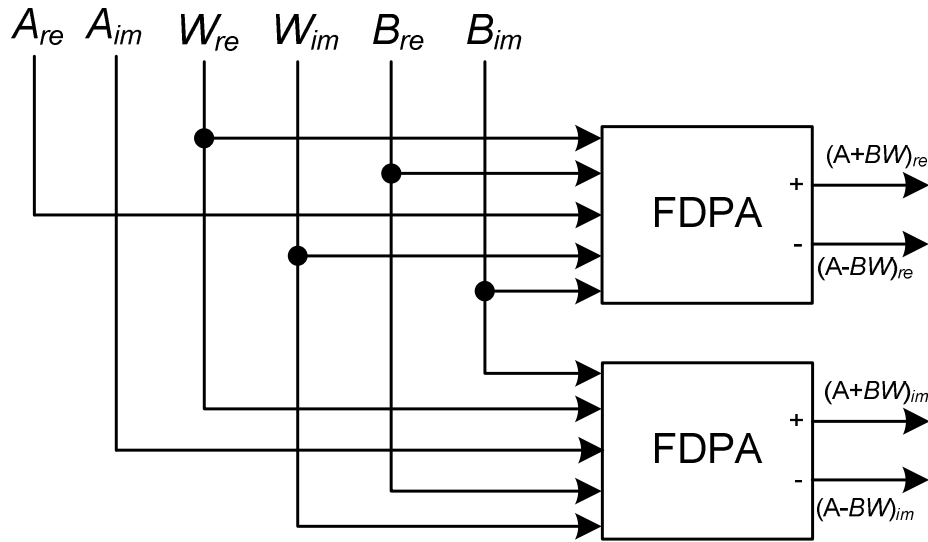 A_re A_im W_re W_im B_re B_im
(A+BW)_re
+
FDPA
-
(A-BW)_re
(A+BW)_im
+
FDPA
-
(A-BW)_im